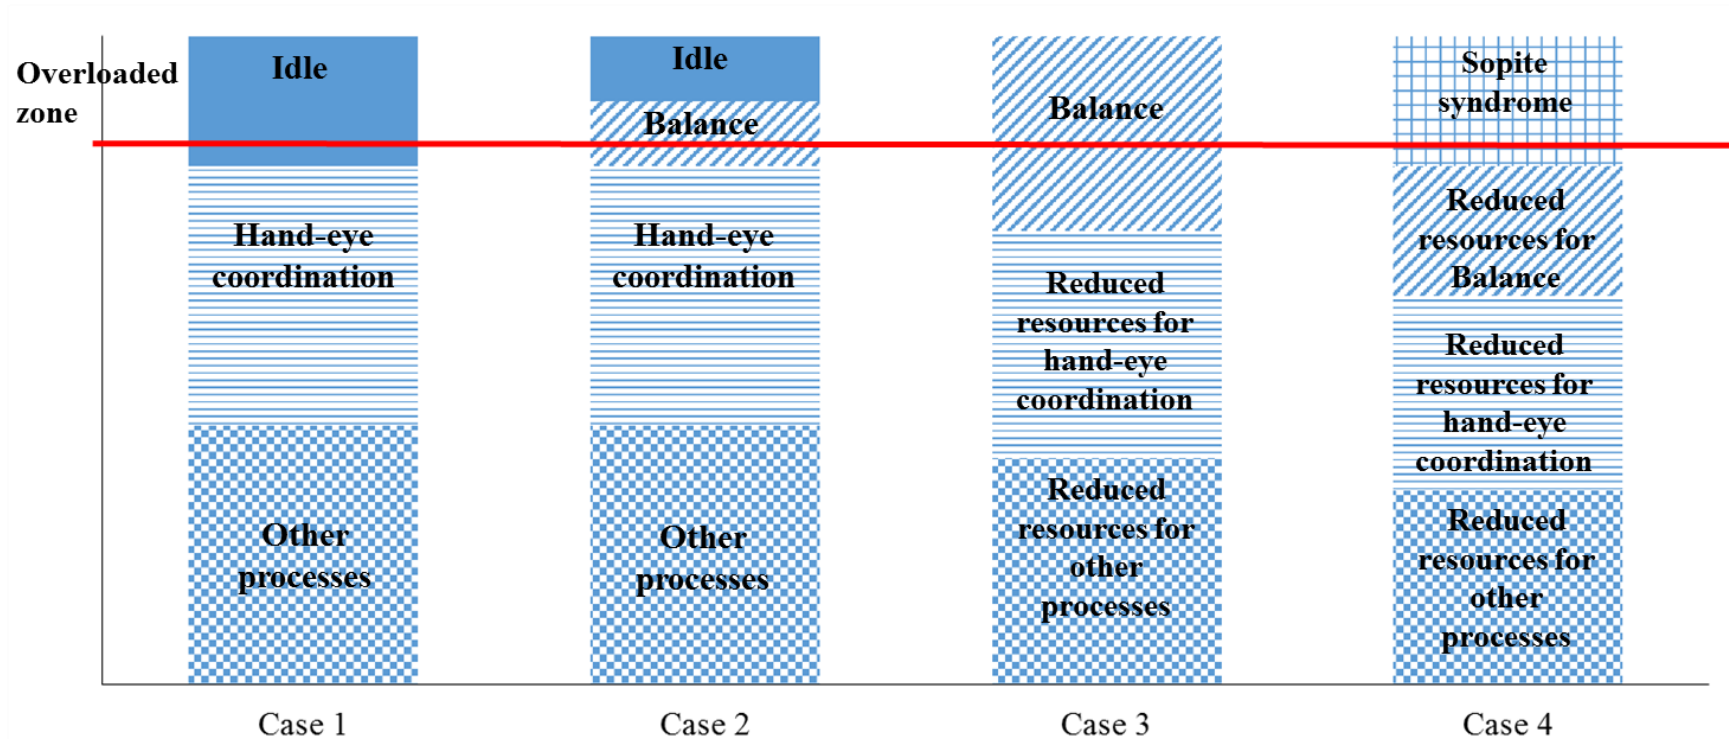 Overloaded
zone
Idle
Hand-eye
coordination
Other
processes
Idle
Balance
Hand-eye
coordination
Other
processes
Balance
Reduced
resources for
hand-eye
coordination
Reduced
resources for
other
processes
Sopite
syndrome
Reduced
resources for
Balance
Reduced
resources for
hand-eye
coordination
Reduced
resources for
other
processes
Case 1
Case 2
Case 3
Case 4